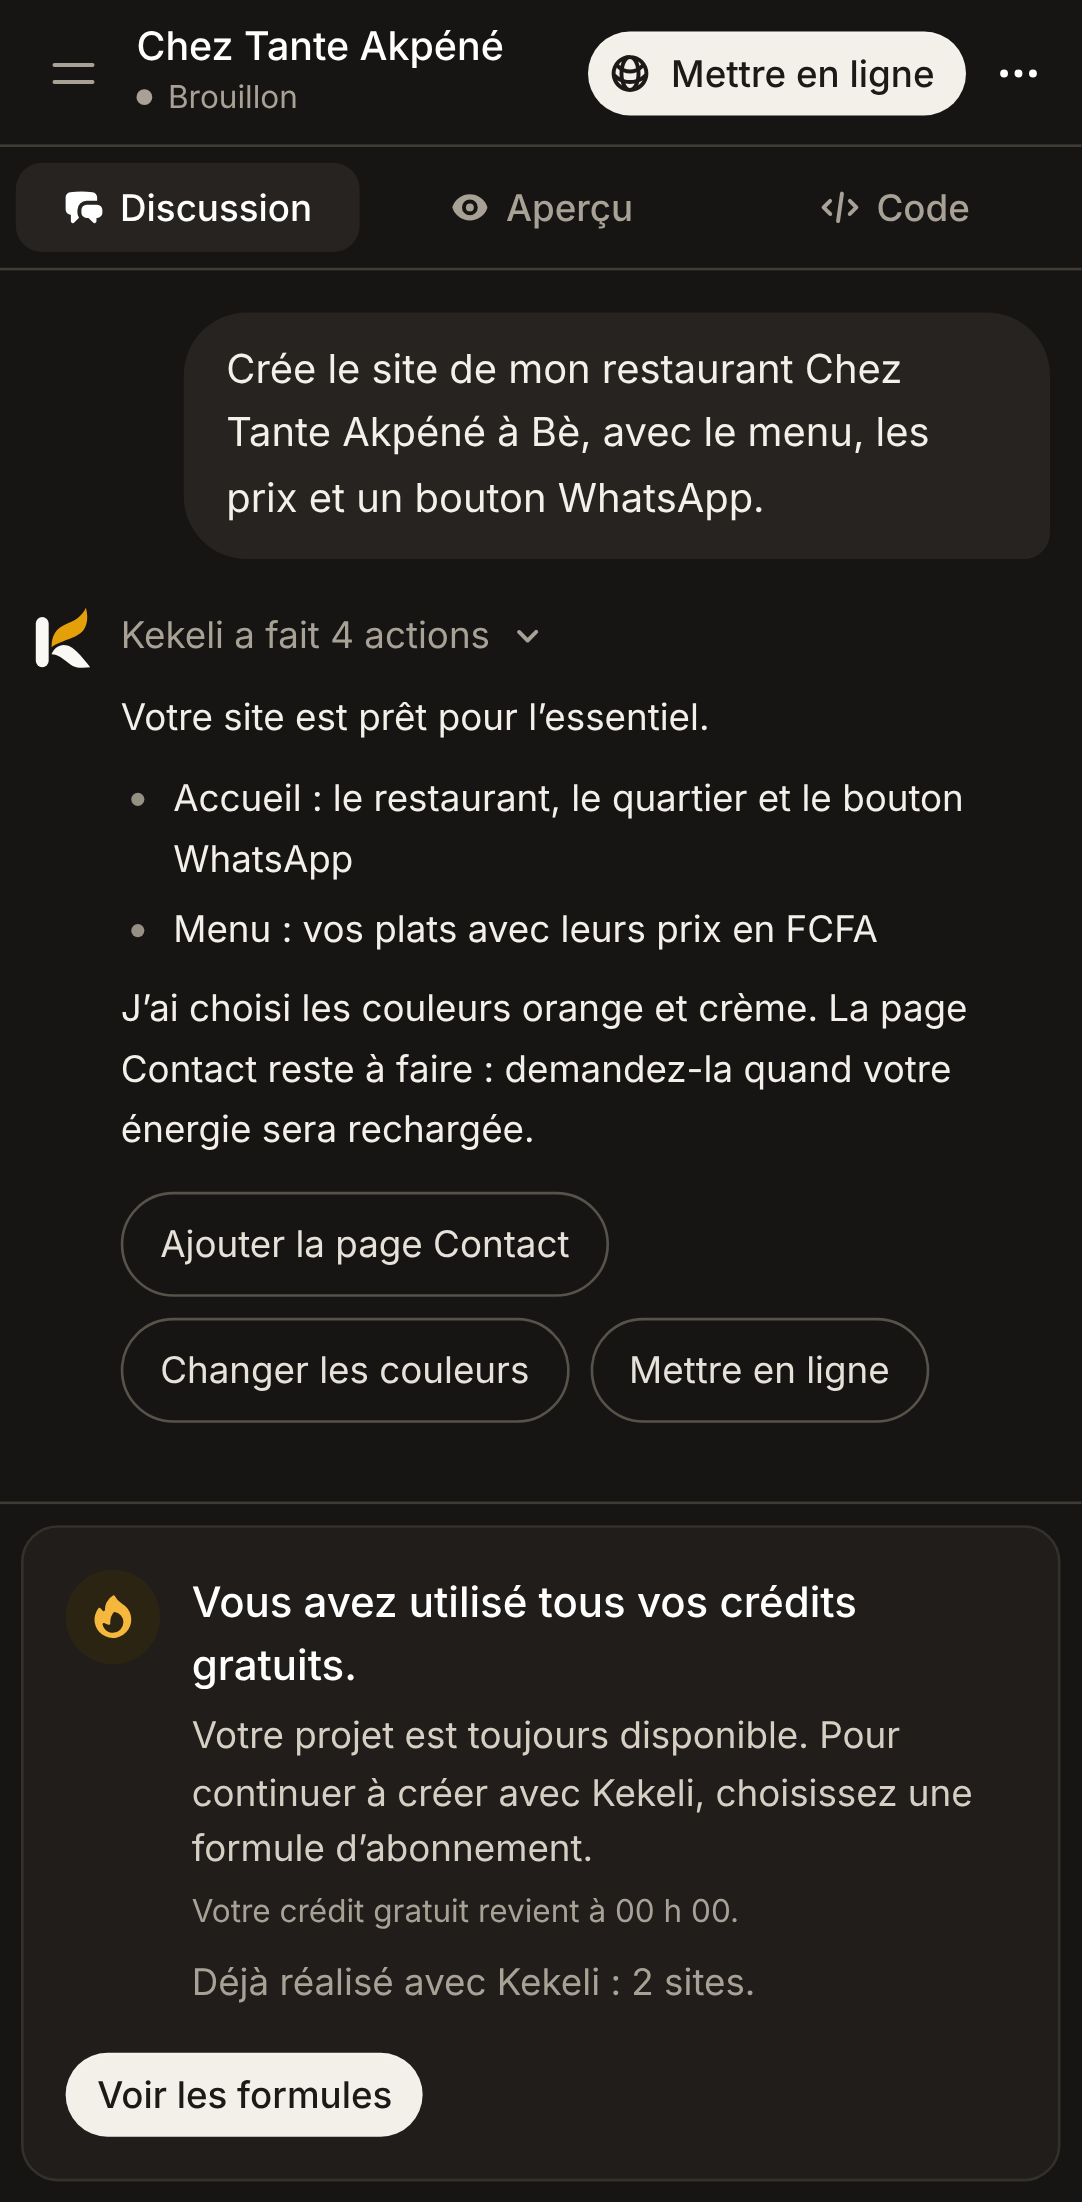 Chez Tante Akpéné
Brouillon
Mettre en ligne
Discussion
Aperçu
Code
Crée le site de mon restaurant Chez
Tante Akpéné à Bè, avec le menu, les
prix et un bouton WhatsApp.
Kekeli a fait 4 actions
Votre site est prêt pour l’essentiel.
Accueil : le restaurant, le quartier et le bouton
WhatsApp
Menu : vos plats avec leurs prix en FCFA
J’ai choisi les couleurs orange et crème. La page
Contact reste à faire : demandez-la quand votre
énergie sera rechargée.
Ajouter la page Contact
Changer les couleurs
Mettre en ligne
Vous avez utilisé tous vos crédits
gratuits.
Votre projet est toujours disponible. Pour
continuer à créer avec Kekeli, choisissez une
formule d’abonnement.
Votre crédit gratuit revient à 00 h 00.
Déjà réalisé avec Kekeli : 2 sites.
Voir les formules